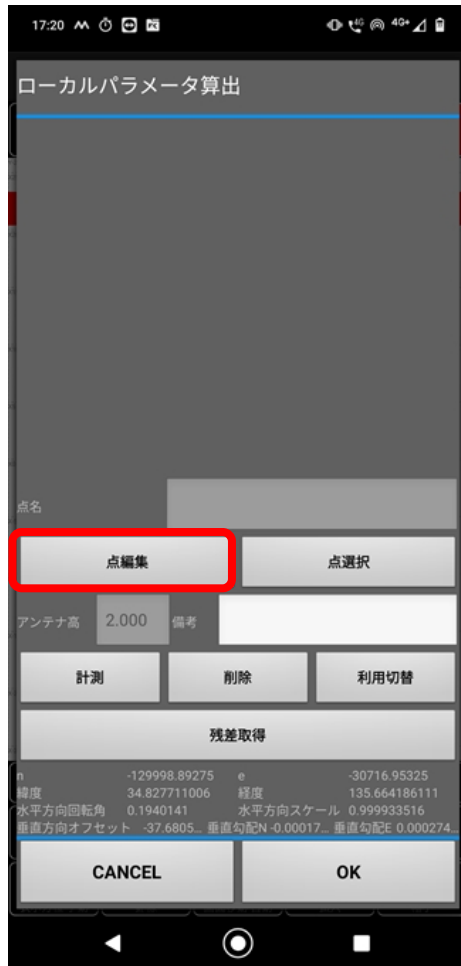 17:20 4G 4G+
ローカルパラメータ算出
点名
点編集 点選択
アンテナ高 2.000 備考
計測 削除 利用切替
残差取得
n -129998.89275 e -30716.95325
緯度 34.827711006 経度 135.664186111
水平方向回転角 0.1940141 水平方向スケール 0.999933516
垂直方向オフセット -37.6805... 垂直勾配N -0.00017... 垂直勾配E 0.000274...
CANCEL OK